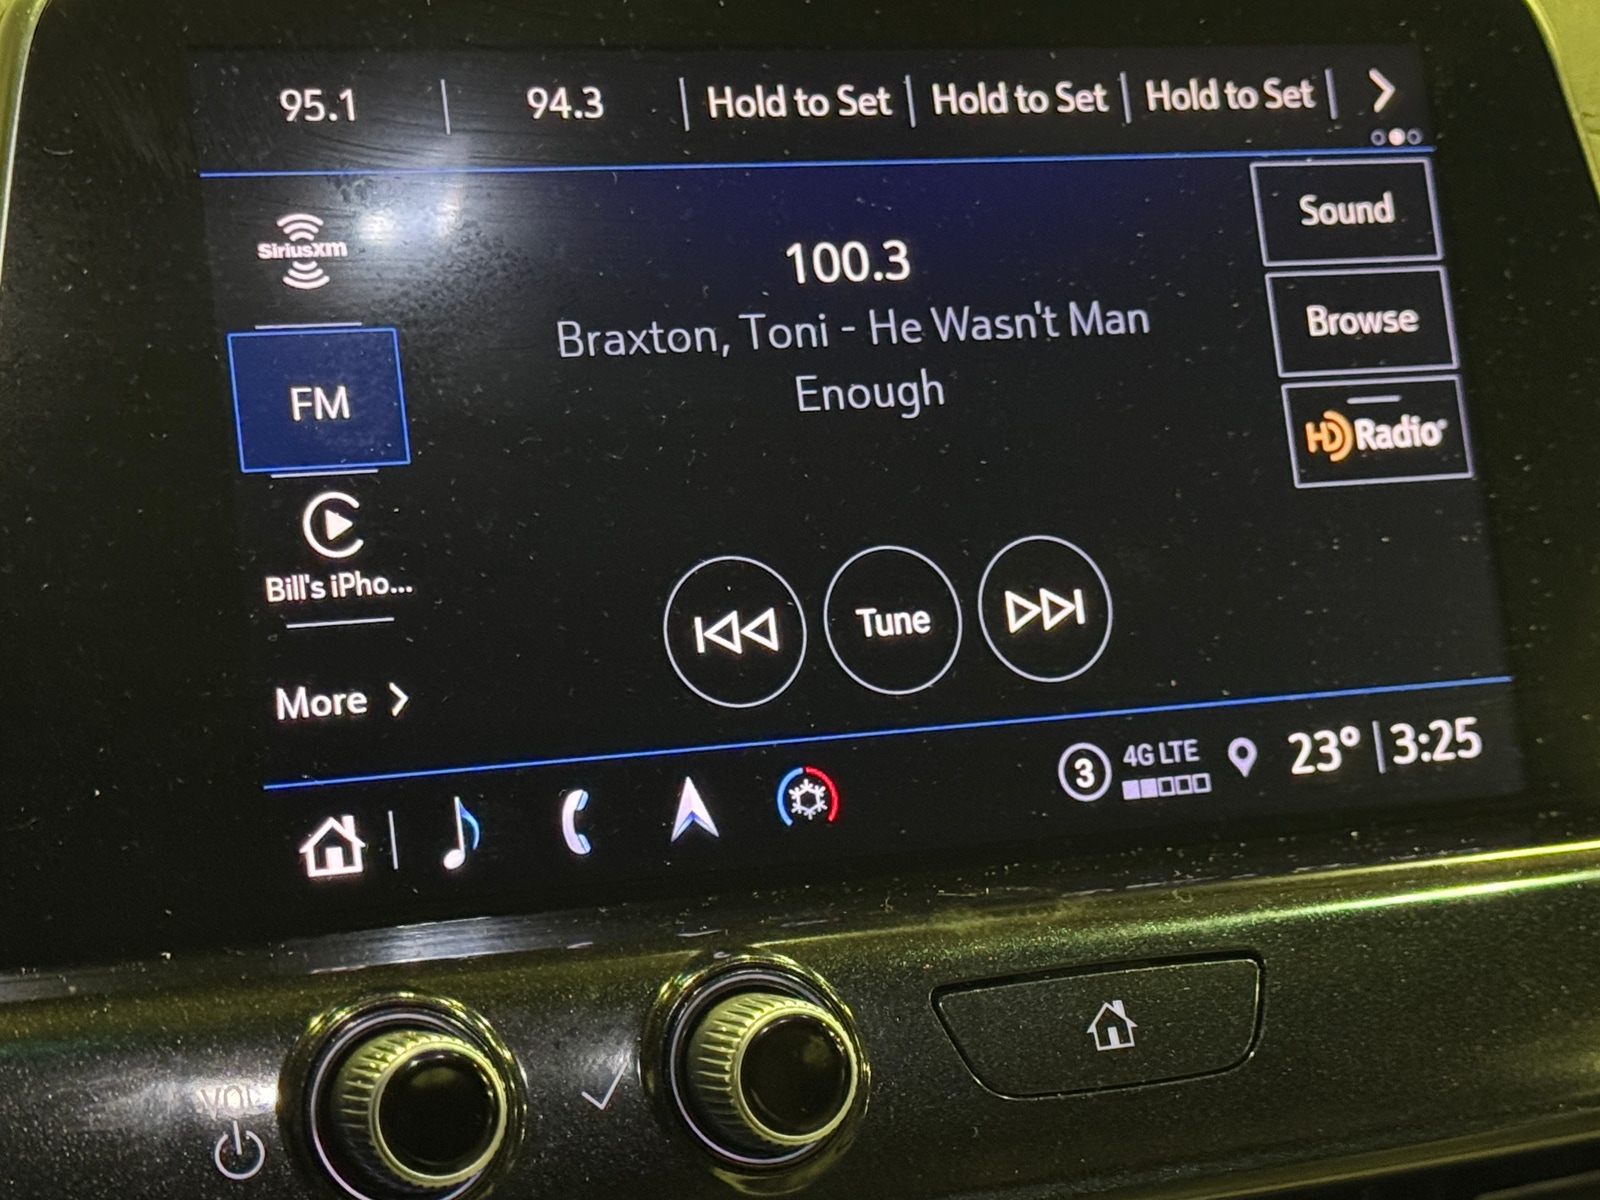 95.1 | 94.3 | Hold to Set | Hold to Set | Hold to Set |
SiriusXM
100.3
Sound
Braxton, Toni - He Wasn't Man
Enough
Browse
FM
HD Radio
Bill's iPho...
Tune
More
3
4G LTE
23° | 3:25
VOL